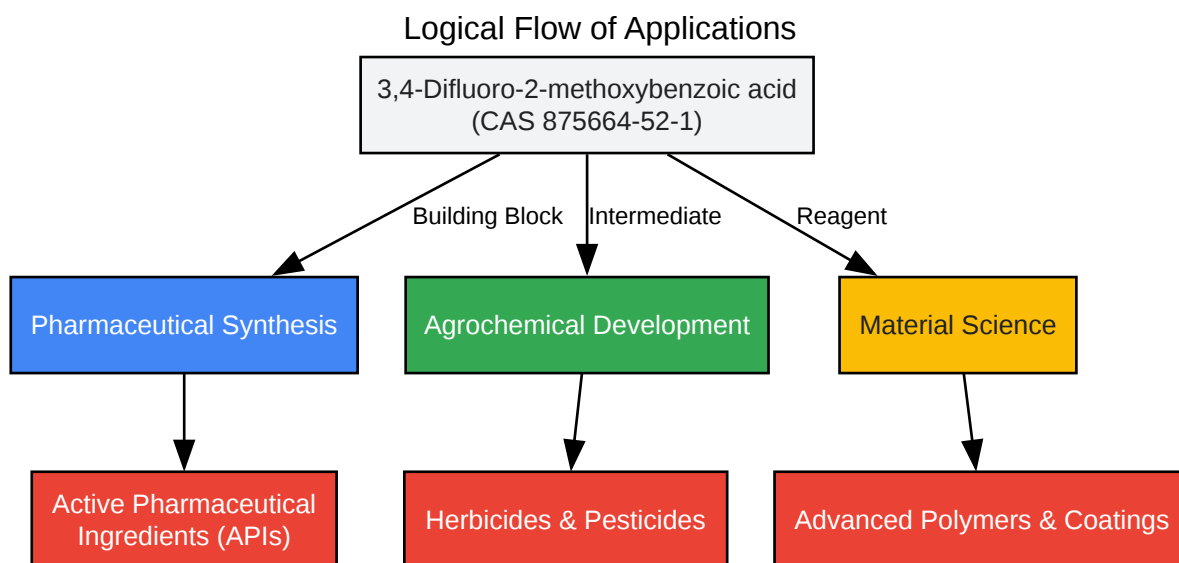 Logical Flow of Applications
3,4-Difluoro-2-methoxybenzoic acid
(CAS 875664-52-1)
Building Block
Intermediate
Reagent
Pharmaceutical Synthesis
Agrochemical Development
Material Science
Active Pharmaceutical
Ingredients (APIs)
Herbicides & Pesticides
Advanced Polymers & Coatings